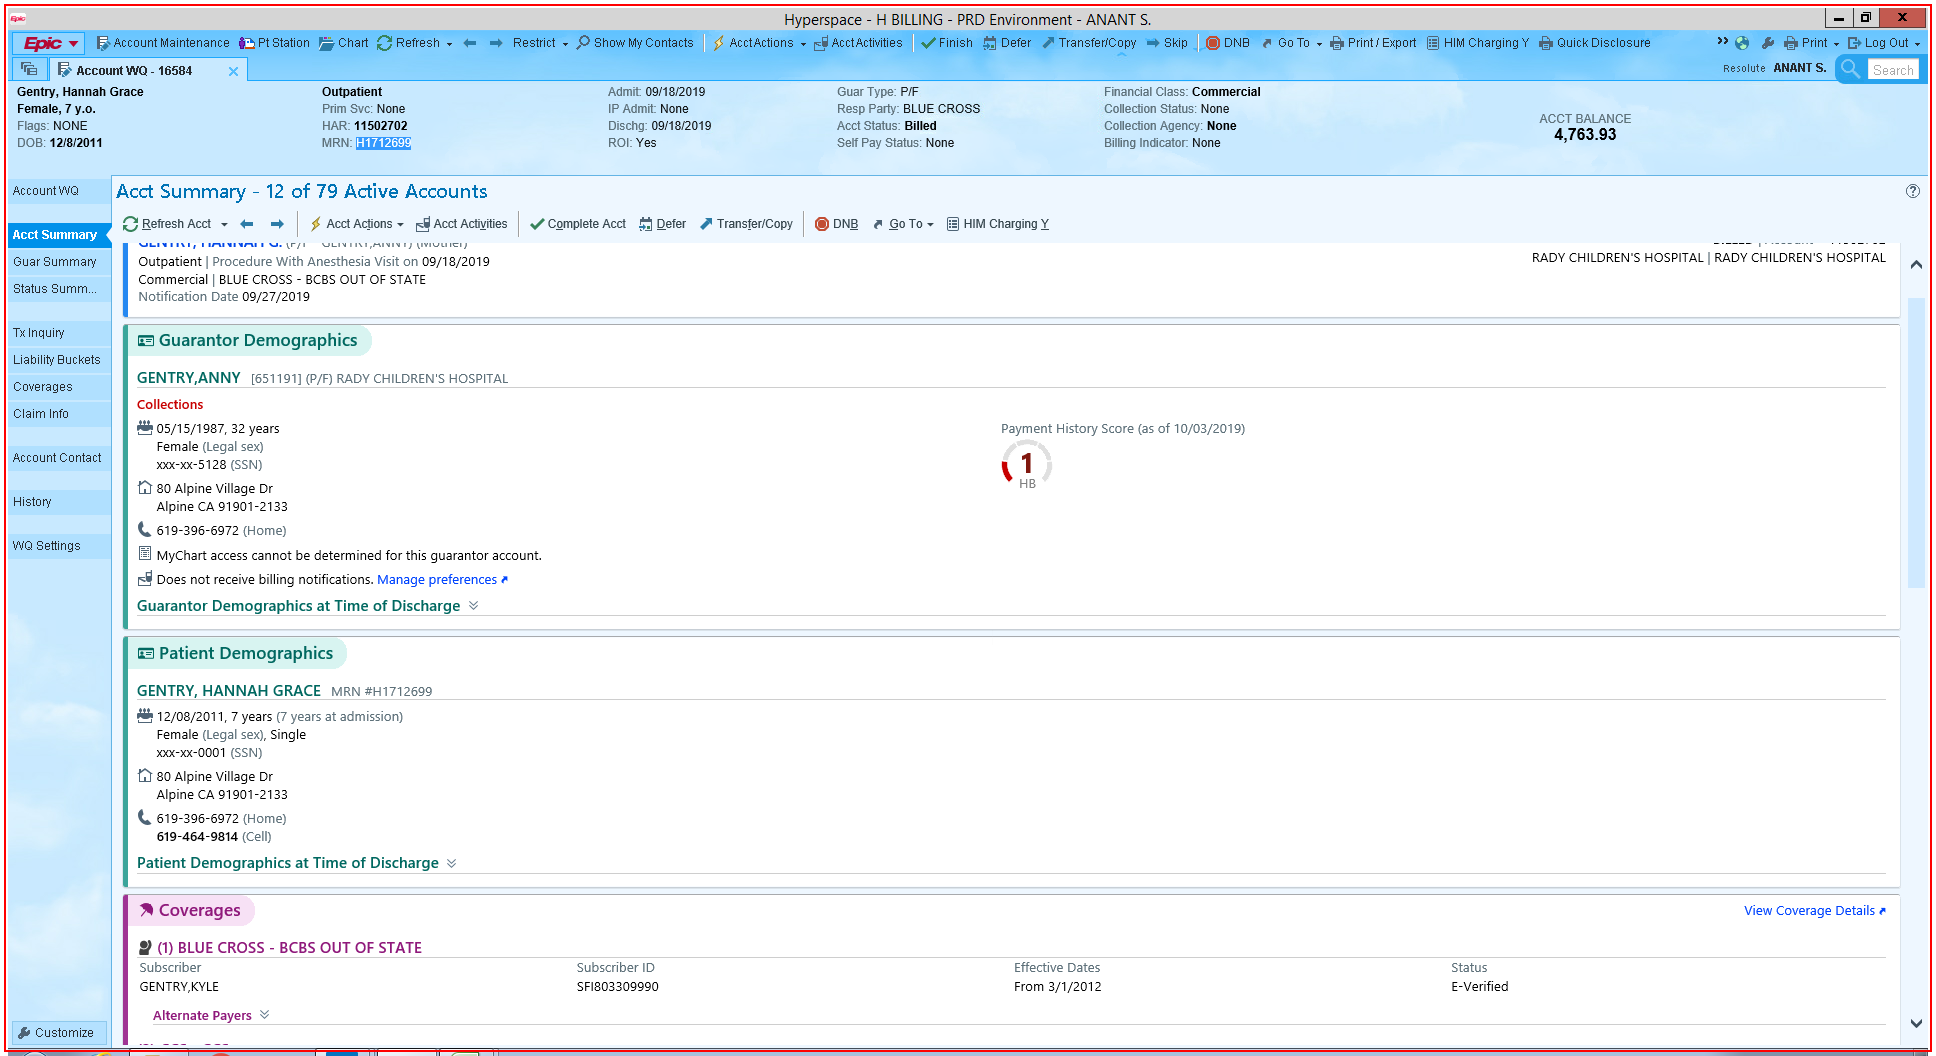 Epic Hyperspace - H BILLING - PRD Environment - ANANT S.
Epic Account Maintenance Pt Station Chart Refresh Restrict Show My Contacts AcctActions AcctActivities Finish Defer Transfer/Copy Skip DNB Go To Print / Export HIM Charging Y Quick Disclosure Print Log Out
Account WQ - 16584 Resolute ANANT S. Search
Gentry, Hannah Grace Outpatient Admit: 09/18/2019 Guar Type: P/F Financial Class: Commercial
Female, 7 y.o. Prim Svc: None IP Admit: None Resp Party: BLUE CROSS Collection Status: None
Flags: NONE HAR: 11502702 Dischg: 09/18/2019 Acct Status: Billed Collection Agency: None
DOB: 12/8/2011 MRN: H1712699 ROI: Yes Self Pay Status: None Billing Indicator: None
ACCT BALANCE
4,763.93
Account WQ
Acct Summary
Guar Summary
Status Summ...
Tx Inquiry
Liability Buckets
Coverages
Claim Info
Account Contact
History
WQ Settings
Customize
Acct Summary - 12 of 79 Active Accounts
Refresh Acct Acct Actions Acct Activities Complete Acct Defer Transfer/Copy DNB Go To HIM Charging Y
GENTRY, HANNAH G. (P/F - GENTRY,ANNY) (Mother)
Outpatient | Procedure With Anesthesia Visit on 09/18/2019 RADY CHILDREN'S HOSPITAL | RADY CHILDREN'S HOSPITAL
Commercial | BLUE CROSS - BCBS OUT OF STATE
Notification Date 09/27/2019
Guarantor Demographics
GENTRY,ANNY [651191] (P/F) RADY CHILDREN'S HOSPITAL
Collections
05/15/1987, 32 years
Female (Legal sex)
xxx-xx-5128 (SSN)
80 Alpine Village Dr
Alpine CA 91901-2133
619-396-6972 (Home)
MyChart access cannot be determined for this guarantor account.
Does not receive billing notifications. Manage preferences
Payment History Score (as of 10/03/2019)
1
HB
Guarantor Demographics at Time of Discharge
Patient Demographics
GENTRY, HANNAH GRACE MRN #H1712699
12/08/2011, 7 years (7 years at admission)
Female (Legal sex), Single
xxx-xx-0001 (SSN)
80 Alpine Village Dr
Alpine CA 91901-2133
619-396-6972 (Home)
619-464-9814 (Cell)
Patient Demographics at Time of Discharge
Coverages View Coverage Details
(1) BLUE CROSS - BCBS OUT OF STATE
Subscriber Subscriber ID Effective Dates Status
GENTRY,KYLE SFI803309990 From 3/1/2012 E-Verified
Alternate Payers